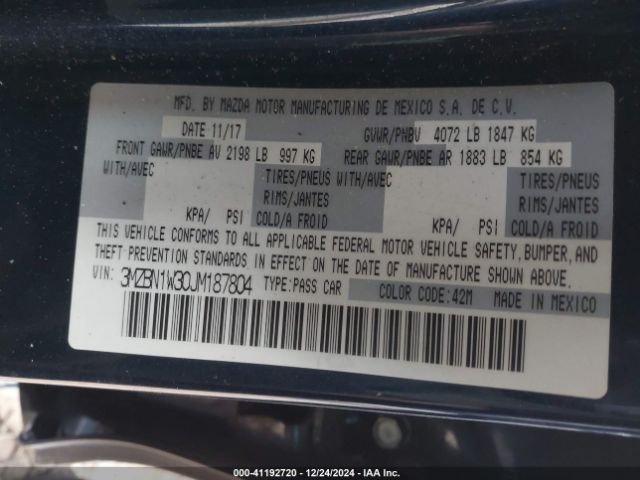 MFD. BY MAZDA MOTOR MANUFACTURING DE MEXICO S.A. DE C.V.
DATE 11/17 GVWR/PNBV 4072 LB 1847 KG
FRONT GAWR/PNBE AV 2198 LB 997 KG REAR GAWR/PNBE AR 1883 LB 854 KG
WITH/AVEC TIRES/PNEUS WITH/AVEC TIRES/PNEUS
RIMS/JANTES RIMS/JANTES
KPA/ PSI COLD/A FROID KPA/ PSI COLD/A FROID
THIS VEHICLE CONFORMS TO ALL APPLICABLE FEDERAL MOTOR VEHICLE SAFETY, BUMPER, AND
THEFT PREVENTION STANDARDS IN EFFECT ON THE DATE OF MANUFACTURE SHOWN ABOVE.
VIN: 3MZBN1W30JM187804 TYPE:PASS CAR COLOR CODE:42M MADE IN MEXICO
000-41192720 - 12/24/2024 - IAA Inc.